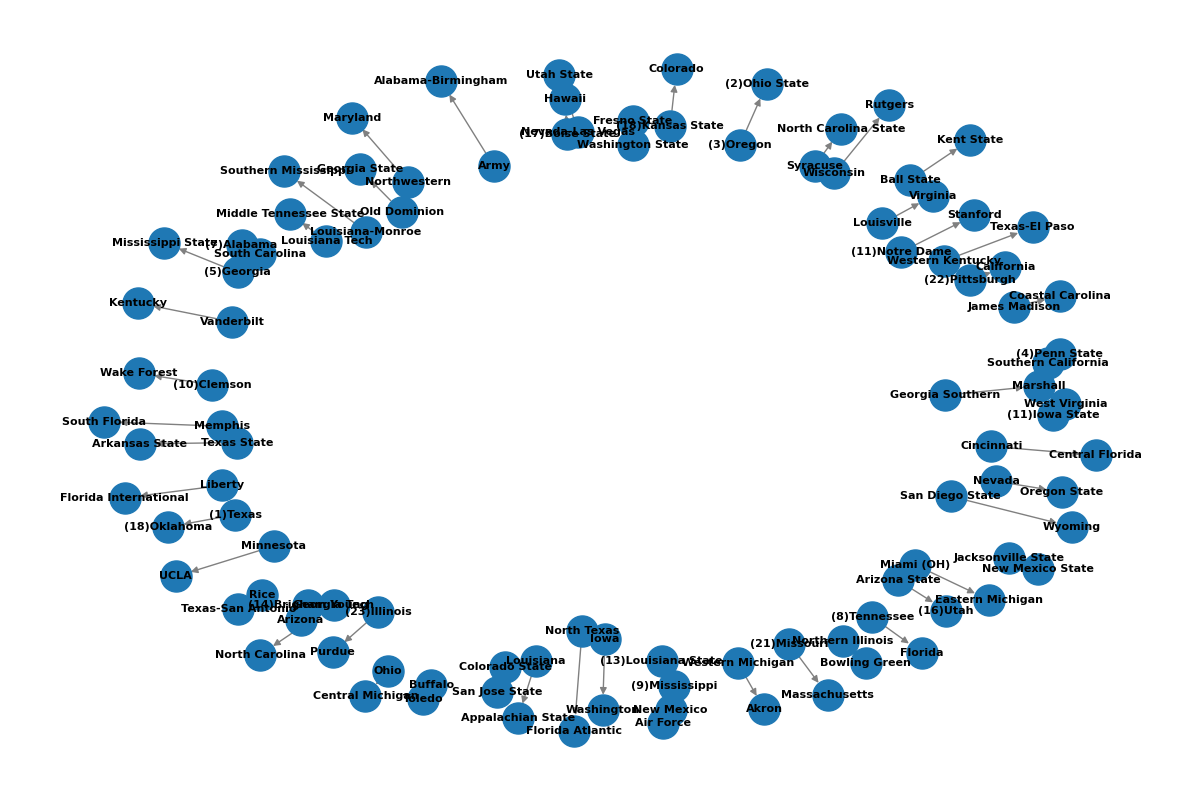 Utah State
Colorado
Alabama-Birmingham
(2)Ohio State
Hawaii
Rutgers
Maryland
Fresno State
(18)Kansas State
North Carolina State
Nevada-Las Vegas
(17)Boise State
Kent State
Washington State
(3)Oregon
Army
Syracuse
Wisconsin
Southern Mississippi
Georgia State
Northwestern
Ball State
Virginia
Middle Tennessee State
Old Dominion
Louisville
Stanford
Louisiana-Monroe
Texas-El Paso
Mississippi State
(7)Alabama
Louisiana Tech
South Carolina
(11)Notre Dame
Western Kentucky
California
(5)Georgia
(22)Pittsburgh
Coastal Carolina
Kentucky
James Madison
Vanderbilt
(4)Penn State
Southern California
Wake Forest
(10)Clemson
Marshall
Georgia Southern
West Virginia
(11)Iowa State
South Florida
Memphis
Arkansas State
Texas State
Cincinnati
Central Florida
Liberty
Nevada
Florida International
San Diego State
Oregon State
(1)Texas
(18)Oklahoma
Wyoming
Minnesota
Jacksonville State
Miami (OH)
New Mexico State
UCLA
Arizona State
Rice
Eastern Michigan
Texas-San Antonio
(14)Brigham Young
Georgia Tech
(23)Illinois
(16)Utah
(8)Tennessee
Arizona
North Texas
Iowa
(21)Missouri
Northern Illinois
North Carolina
Purdue
Florida
Colorado State
Louisiana
(13)Louisiana State
Western Michigan
Bowling Green
Ohio
Central Michigan
Buffalo
Toledo
San Jose State
(9)Mississippi
Massachusetts
Appalachian State
Washington
New Mexico
Akron
Florida Atlantic
Air Force